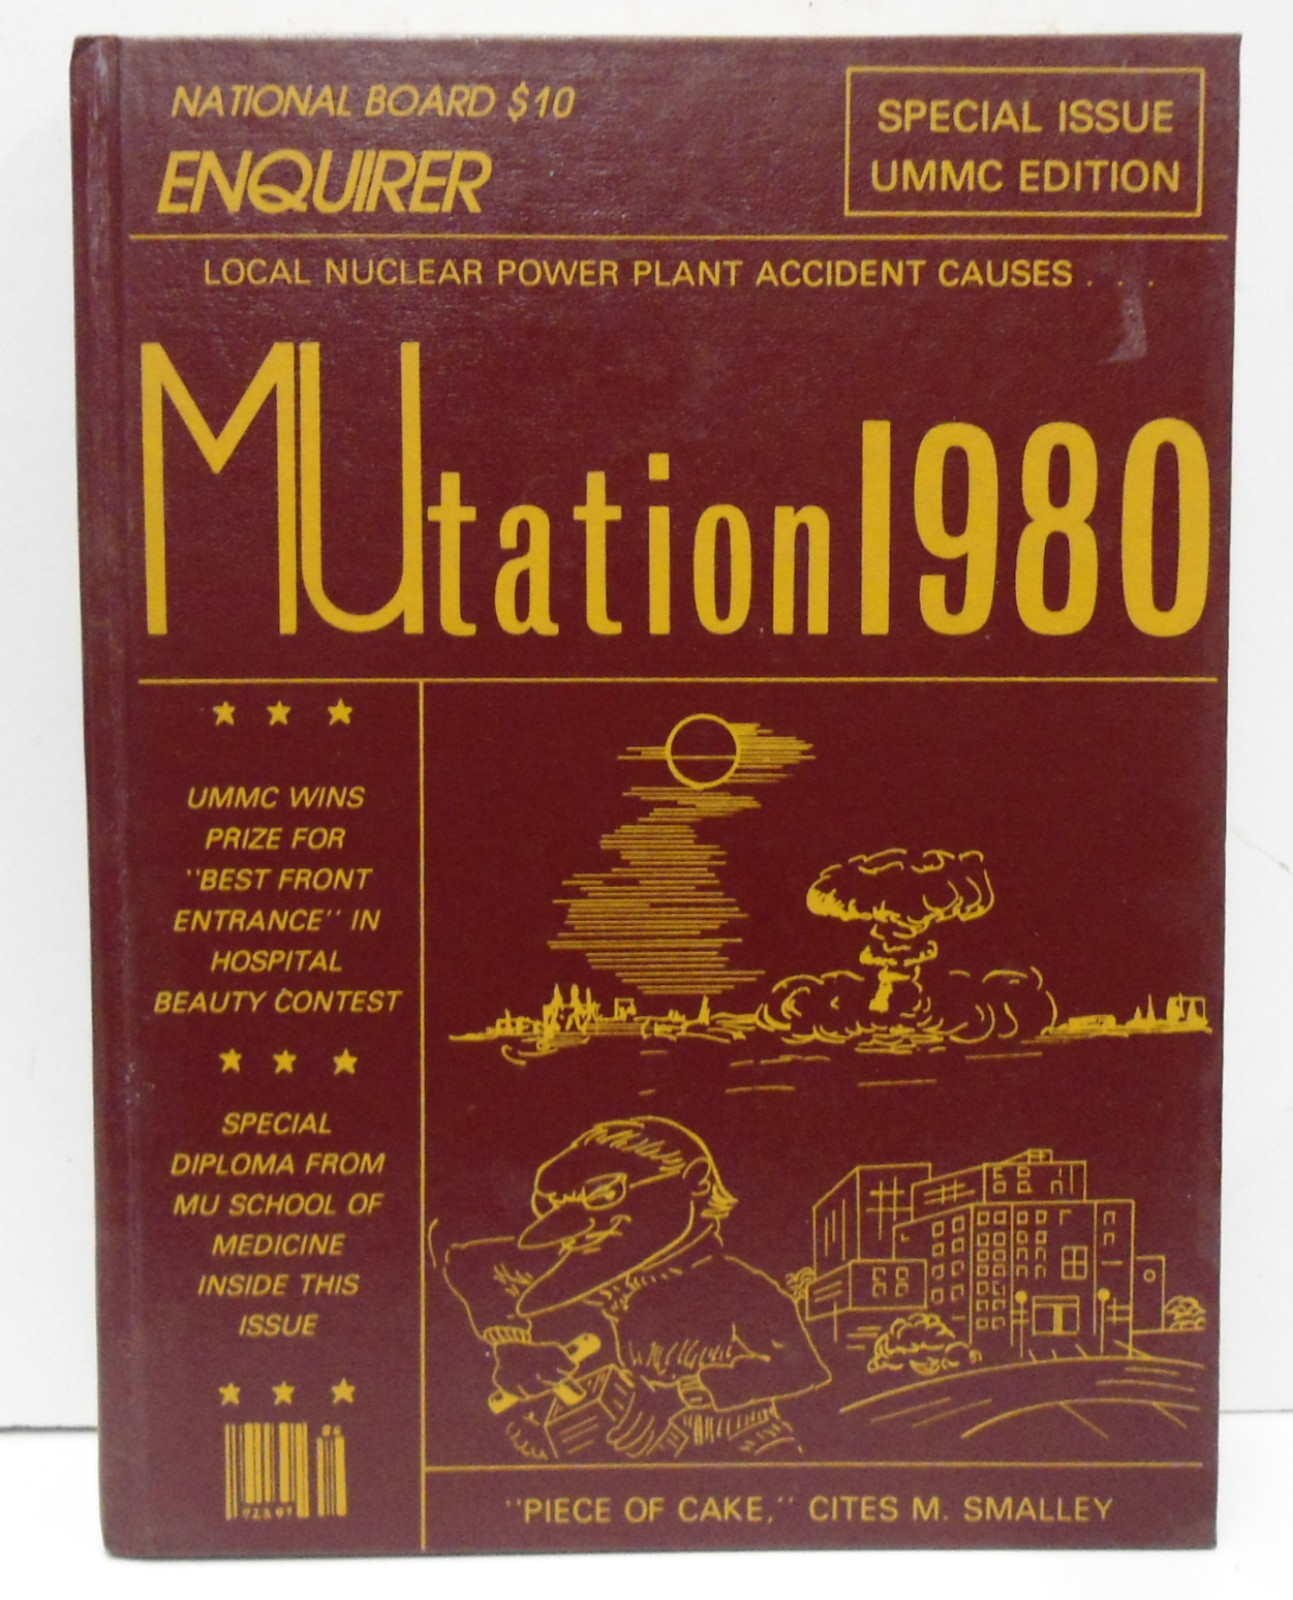 NATIONAL BOARD $10
ENQUIRER
SPECIAL ISSUE
UMMC EDITION
LOCAL NUCLEAR POWER PLANT ACCIDENT CAUSES . . .
MUtation 1980
UMMC WINS
PRIZE FOR
"BEST FRONT
ENTRANCE" IN
HOSPITAL
BEAUTY CONTEST
SPECIAL
DIPLOMA FROM
MU SCHOOL OF
MEDICINE
INSIDE THIS
ISSUE
"PIECE OF CAKE," CITES M. SMALLEY